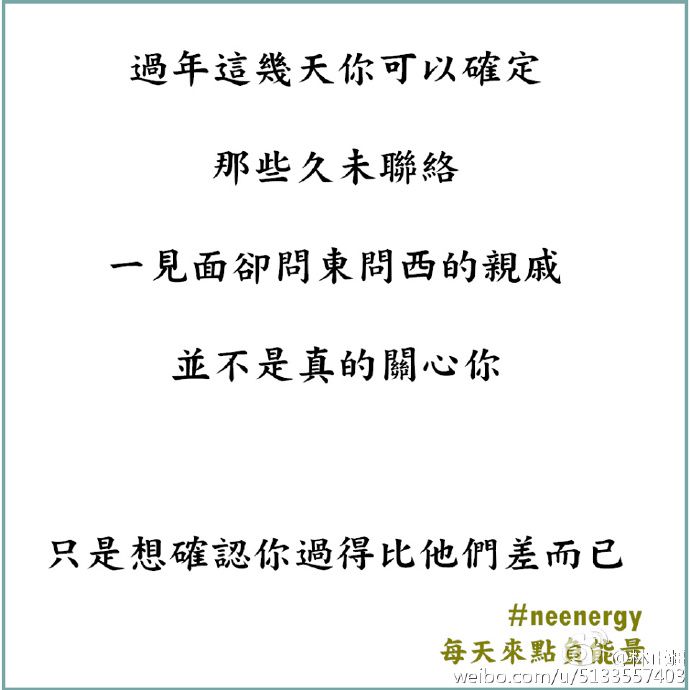 過年這幾天你可以確定
那些久未聯絡
一見面卻問東問西的親戚
並不是真的關心你
只是想確認你過得比他們差而已
#neenergy
每天來點負能量
weibo.com/u/5133557403